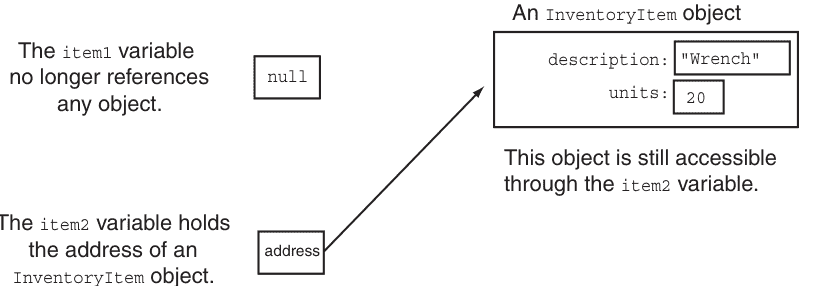 An InventoryItem object
The item1 variable
no longer references
any object.
null
description: "Wrench"
units: 20
This object is still accessible
through the item2 variable.
The item2 variable holds
the address of an
InventoryItem object.
address